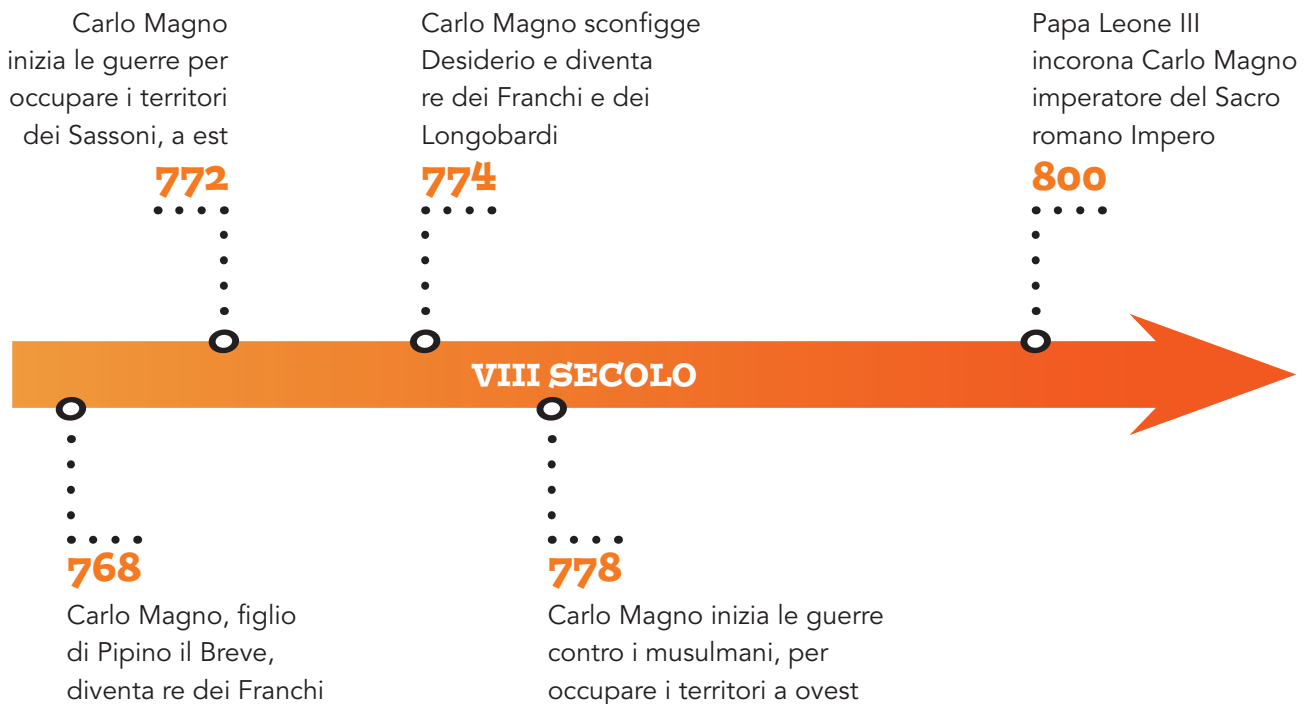 Carlo Magno
inizia le guerre per
occupare i territori
dei Sassoni, a est
772
Carlo Magno sconfigge
Desiderio e diventa
re dei Franchi e dei
Longobardi
774
Papa Leone III
incorona Carlo Magno
imperatore del Sacro
romano Impero
800
VIII SECOLO
768
Carlo Magno, figlio
di Pipino il Breve,
diventa re dei Franchi
778
Carlo Magno inizia le guerre
contro i musulmani, per
occupare i territori a ovest